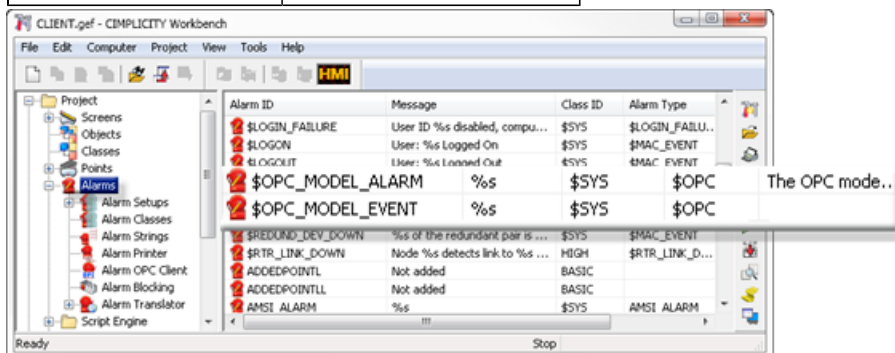 CLIENT.gef - CIMPLICITY Workbench
File Edit Computer Project View Tools Help
HMI
Project
Screens
Objects
Classes
Points
Alarms
Alarm Setups
Alarm Classes
Alarm Strings
Alarm Printer
Alarm OPC Client
Alarm Blocking
Alarm Translator
Script Engine
Alarm ID Message Class ID Alarm Type
$LOGIN_FAILURE User ID %s disabled, compu... $SYS $LOGIN_FAILU...
$LOGON User: %s Logged On $SYS $MAC_EVENT
$LOGOUT User: %s Logged Out $SYS $MAC_EVENT
$OPC_MODEL_ALARM %s $SYS $OPC The OPC mode..
$OPC_MODEL_EVENT %s $SYS $OPC
$REDUND_DEV_DOWN %s of the redundant pair is ... $SYS $MAC_EVENT
$RTR_LINK_DOWN Node %s detects link to %s ... HIGH $RTR_LINK_D...
ADDEDPOINTL Not added BASIC
ADDEDPOINTLL Not added BASIC
AMSI_ALARM %s $SYS AMSI_ALARM
Ready Stop